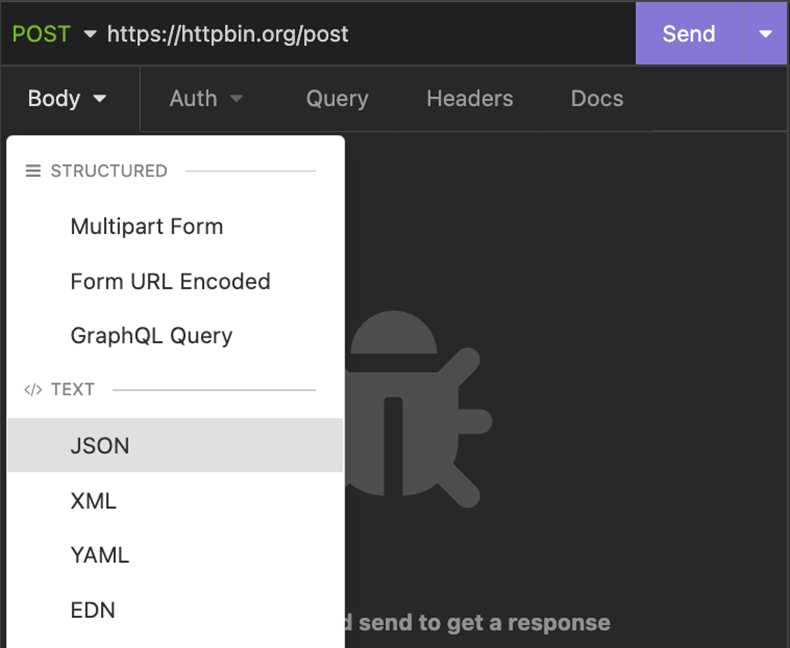 POST https://httpbin.org/post Send
Body Auth Query Headers Docs
STRUCTURED
Multipart Form
Form URL Encoded
GraphQL Query
</> TEXT
JSON
XML
YAML
EDN
send to get a response